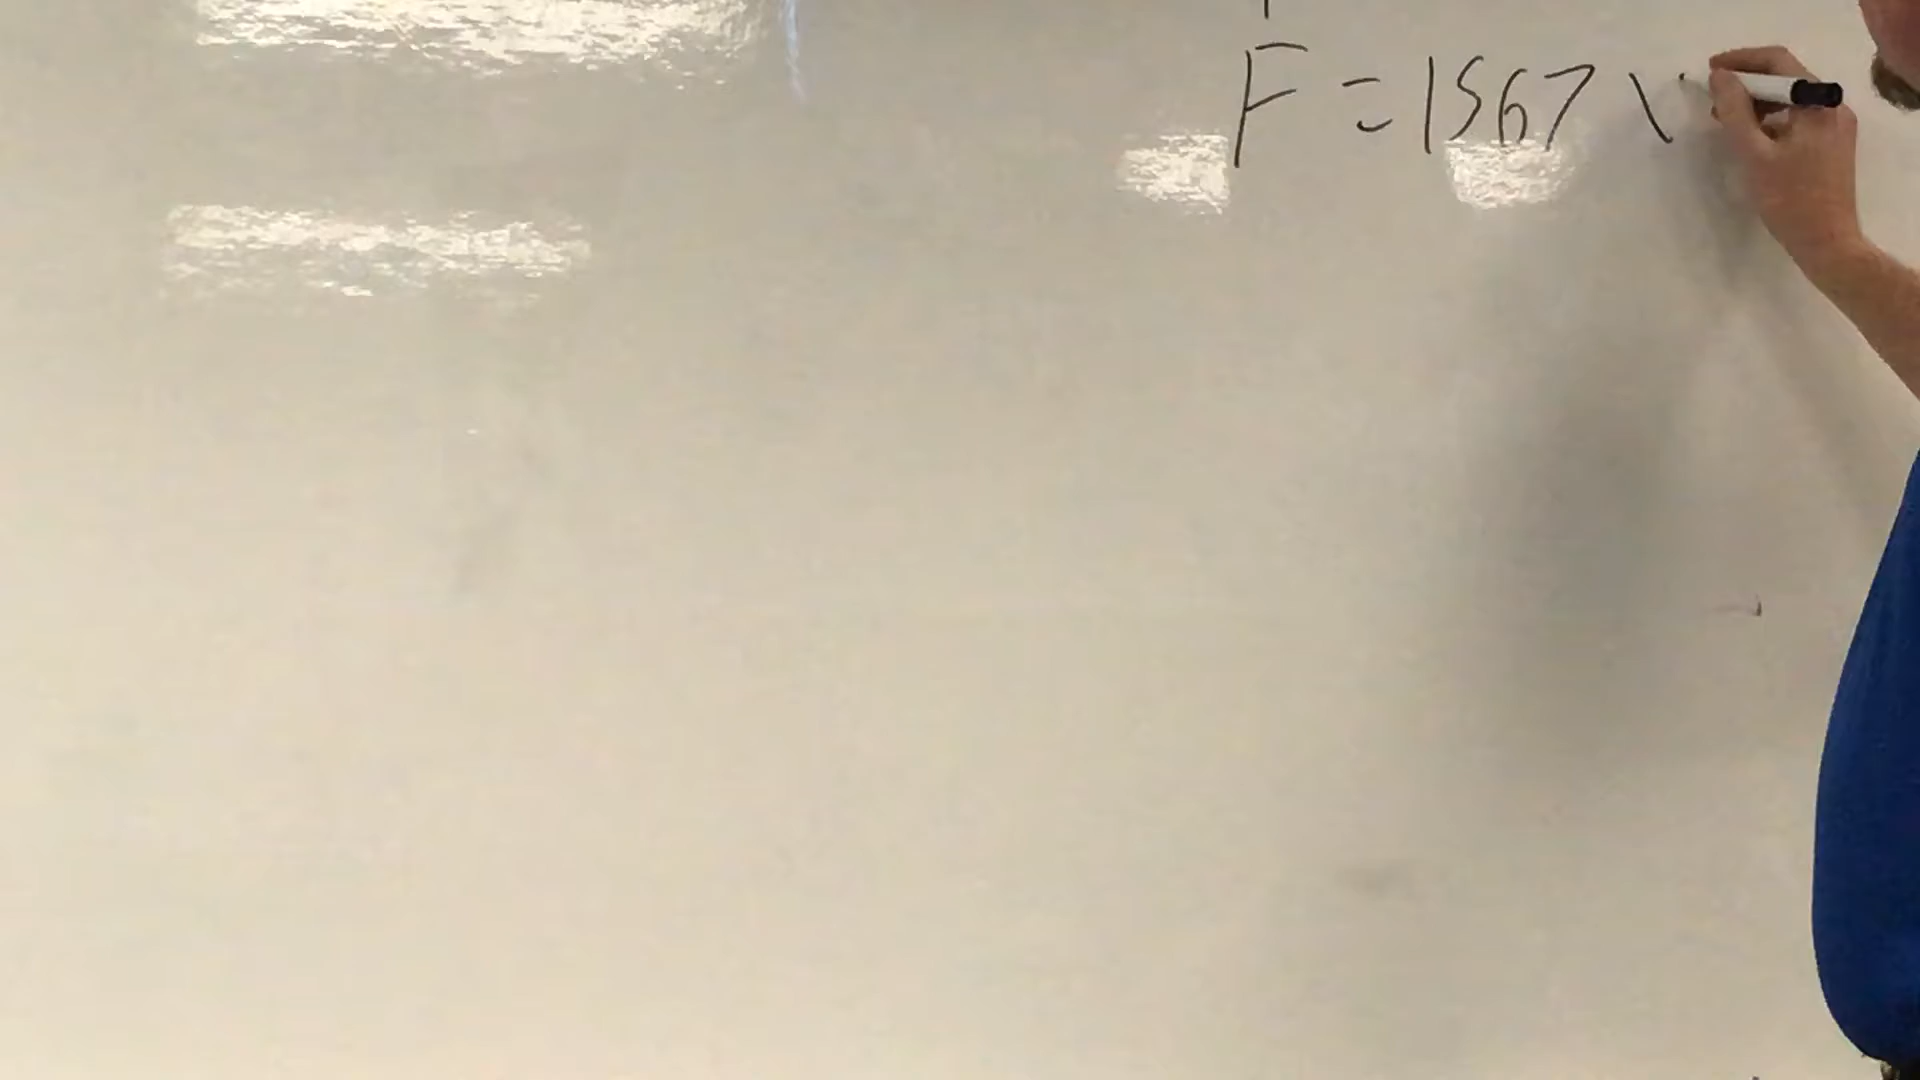 F = 1567 \